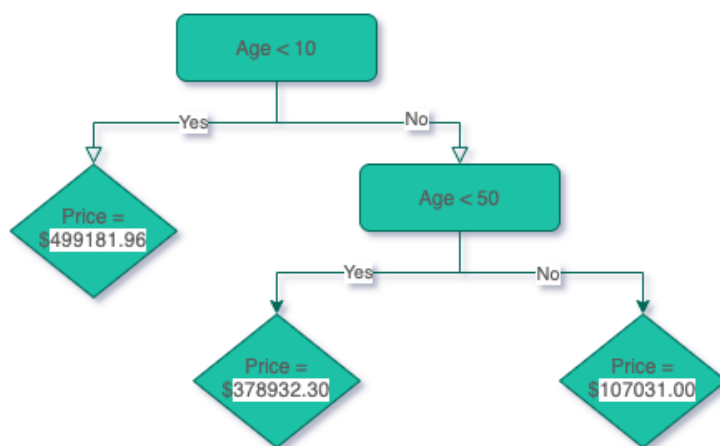 Age < 10
Yes
No
Price =
$499181.96
Age < 50
Yes
No
Price =
$378932.30
Price =
$107031.00